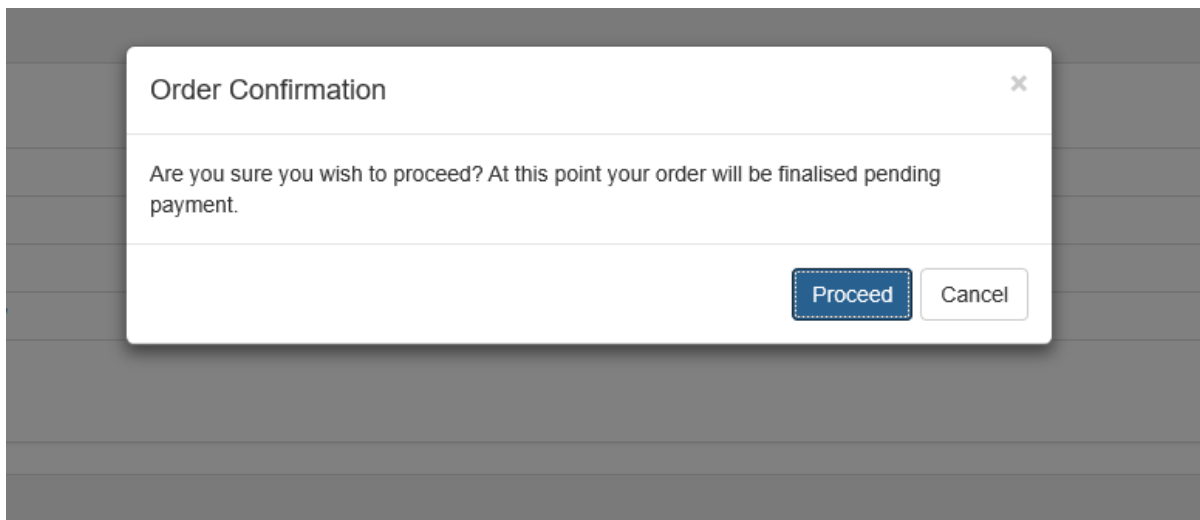 Order Confirmation
×
Are you sure you wish to proceed? At this point your order will be finalised pending
payment.
Proceed Cancel